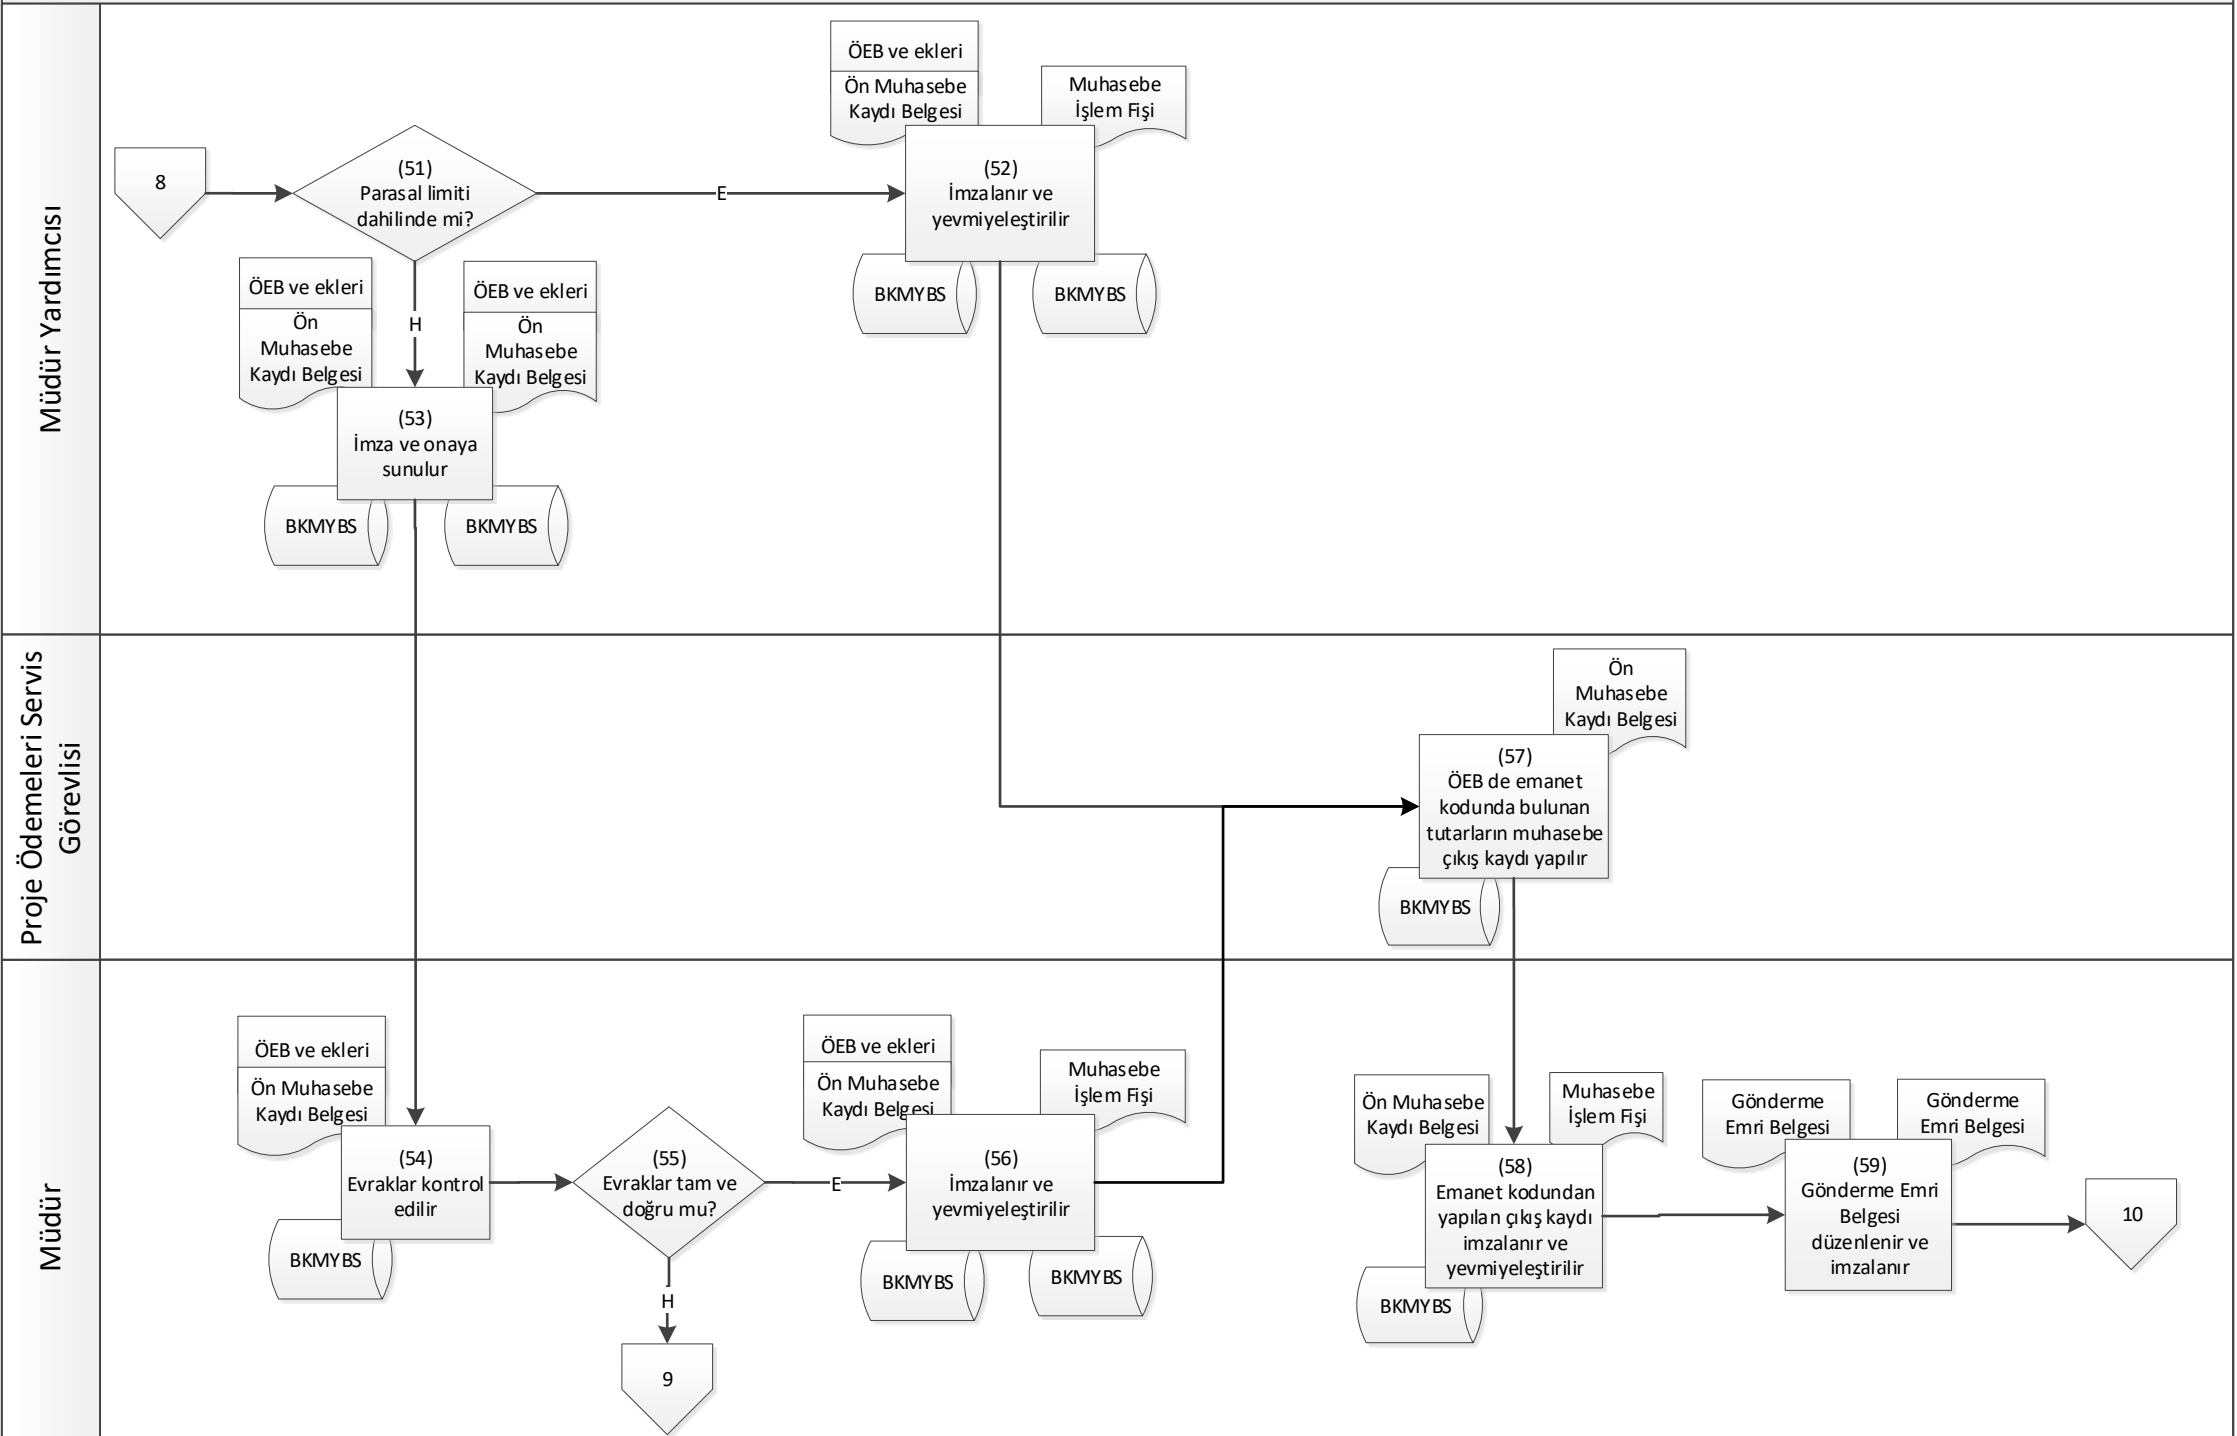 Müdür Yardımcısı
8
(51)
Parasal limiti
dahilinde mi?
E
ÖEB ve ekleri
Ön Muhasebe
Kaydı Belgesi
Muhasebe
İşlem Fişi
(52)
İmzalanır ve
yevmiyeleştirilir
BKMYBS
BKMYBS
H
ÖEB ve ekleri
Ön
Muhasebe
Kaydı Belgesi
ÖEB ve ekleri
Ön
Muhasebe
Kaydı Belgesi
(53)
İmza ve onaya
sunulur
BKMYBS
BKMYBS
Proje Ödemeleri Servis
Görevlisi
Ön
Muhasebe
Kaydı Belgesi
(57)
ÖEB de emanet
kodunda bulunan
tutarların muhasebe
çıkış kaydı yapılır
BKMYBS
Müdür
ÖEB ve ekleri
Ön Muhasebe
Kaydı Belgesi
(54)
Evraklar kontrol
edilir
BKMYBS
(55)
Evraklar tam ve
doğru mu?
E
H
9
ÖEB ve ekleri
Ön Muhasebe
Kaydı Belgesi
Muhasebe
İşlem Fişi
(56)
İmzalanır ve
yevmiyeleştirilir
BKMYBS
BKMYBS
Ön Muhasebe
Kaydı Belgesi
Muhasebe
İşlem Fişi
(58)
Emanet kodundan
yapılan çıkış kaydı
imzalanır ve
yevmiyeleştirilir
BKMYBS
Gönderme
Emri Belgesi
Gönderme
Emri Belgesi
(59)
Gönderme Emri
Belgesi
düzenlenir ve
imzalanır
10